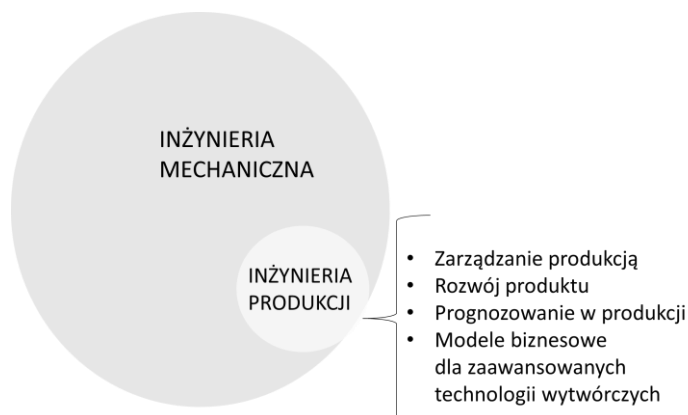 INŻYNIERIA
MECHANICZNA
INŻYNIERIA
PRODUKCJI
• Zarządzanie produkcją
• Rozwój produktu
• Prognozowanie w produkcji
• Modele biznesowe
dla zaawansowanych
technologii wytwórczych